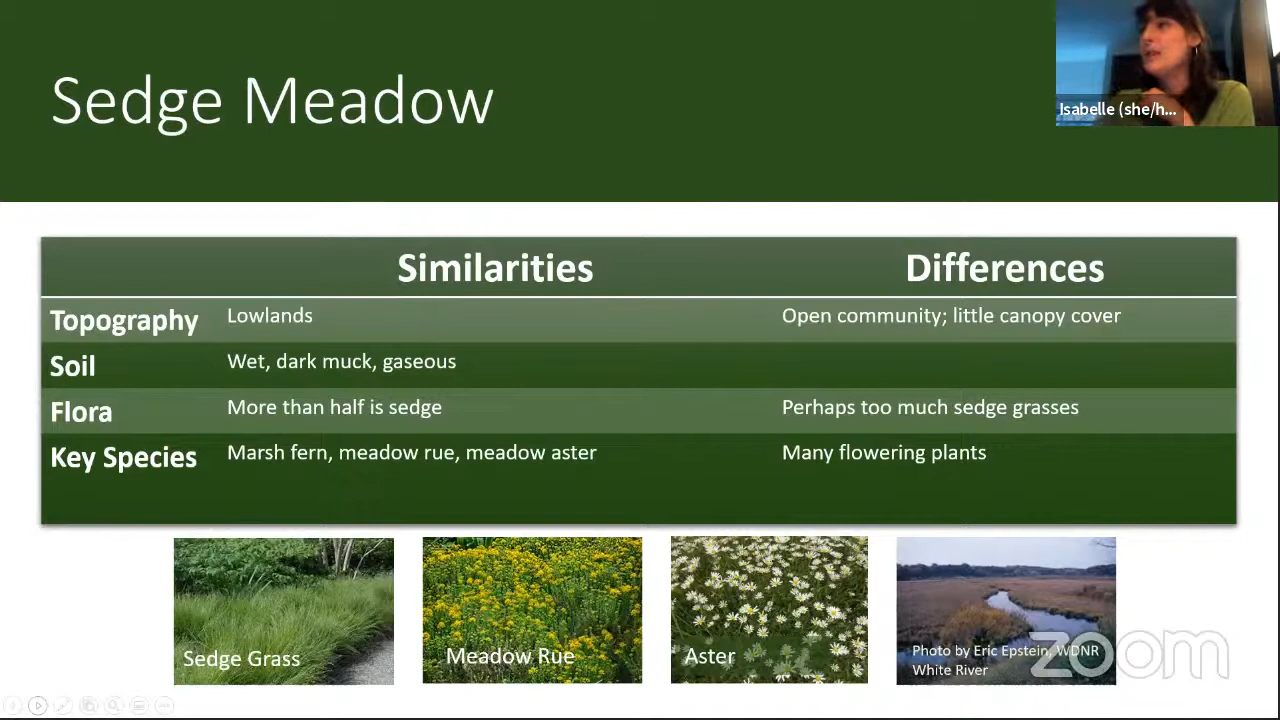 Sedge Meadow
Isabelle (she/h...
Similarities Differences
Topography Lowlands Open community; little canopy cover
Soil Wet, dark muck, gaseous
Flora More than half is sedge Perhaps too much sedge grasses
Key Species Marsh fern, meadow rue, meadow aster Many flowering plants
Sedge Grass
Meadow Rue
Aster
Photo by Eric Epstein, WDNR
White River
zoom